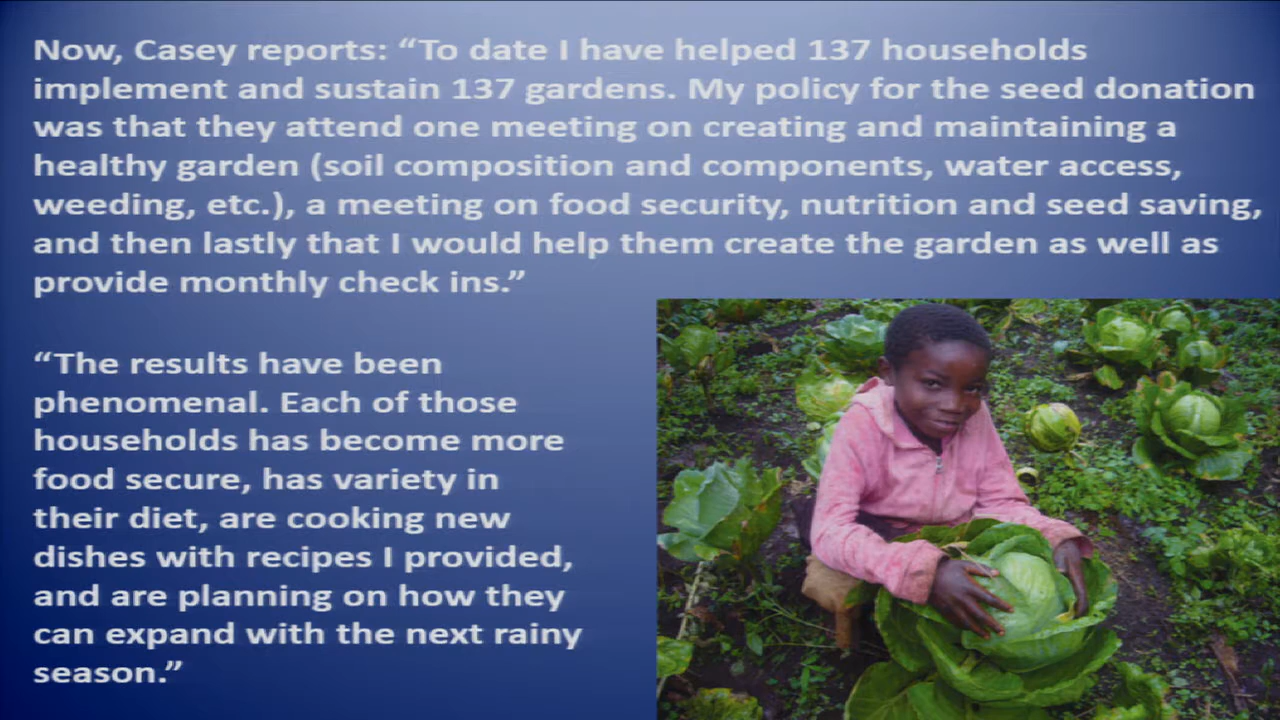 Now, Casey reports: “To date I have helped 137 households
implement and sustain 137 gardens. My policy for the seed donation
was that they attend one meeting on creating and maintaining a
healthy garden (soil composition and components, water access,
weeding, etc.), a meeting on food security, nutrition and seed saving,
and then lastly that I would help them create the garden as well as
provide monthly check ins.”
“The results have been
phenomenal. Each of those
households has become more
food secure, has variety in
their diet, are cooking new
dishes with recipes I provided,
and are planning on how they
can expand with the next rainy
season.”